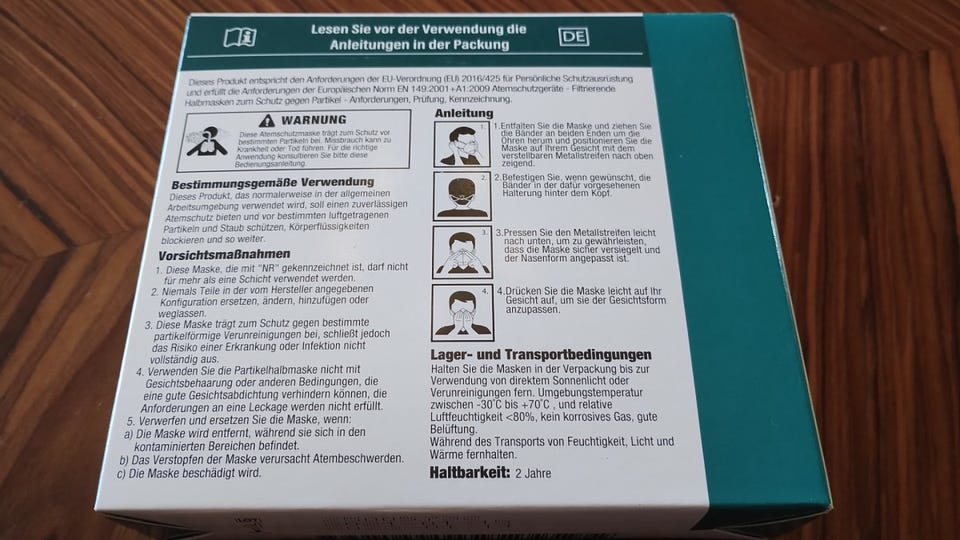 Lesen Sie vor der Verwendung die
Anleitungen in der Packung
DE
Dieses Produkt entspricht den Anforderungen der EU-Verordnung (EU) 2016/425 für Persönliche Schutzausrüstung
und erfüllt die Anforderungen der Europäischen Norm EN 149:2001+A1:2009 Atemschutzgeräte - Filtrierende
Halbmasken zum Schutz gegen Partikel - Anforderungen, Prüfung, Kennzeichnung.
WARNUNG
Diese Atemschutzmaske trägt zum Schutz vor
bestimmten Partikeln bei. Missbrauch kann zu
Krankheit oder Tod führen. Für die richtige
Anwendung konsultieren Sie bitte diese
Bedienungsanleitung.
Bestimmungsgemäße Verwendung
Dieses Produkt, das normalerweise in der allgemeinen
Arbeitsumgebung verwendet wird, soll einen zuverlässigen
Atemschutz bieten und vor bestimmten luftgetragenen
Partikeln und Staub schützen, Körperflüssigkeiten
blockieren und so weiter.
Vorsichtsmaßnahmen
1. Diese Maske, die mit "NR" gekennzeichnet ist, darf nicht
für mehr als eine Schicht verwendet werden.
2. Niemals Teile in der vom Hersteller angegebenen
Konfiguration ersetzen, ändern, hinzufügen oder
weglassen.
3. Diese Maske trägt zum Schutz gegen bestimmte
partikelförmige Verunreinigungen bei, schließt jedoch
das Risiko einer Erkrankung oder Infektion nicht
vollständig aus.
4. Verwenden Sie die Partikelhalbmaske nicht mit
Gesichtsbehaarung oder anderen Bedingungen, die
eine gute Gesichtsabdichtung verhindern können, die
Anforderungen an eine Leckage werden nicht erfüllt.
5. Verwerfen und ersetzen Sie die Maske, wenn:
a) Die Maske wird entfernt, während sie sich in den
kontaminierten Bereichen befindet.
b) Das Verstopfen der Maske verursacht Atembeschwerden.
c) Die Maske beschädigt wird.
Anleitung
1.
1.Entfalten Sie die Maske und ziehen Sie
die Bänder an beiden Enden um die
Ohren herum und positionieren Sie die
Maske auf Ihrem Gesicht mit dem
verstellbaren Metallstreifen nach oben
zeigend.
2.
2.Befestigen Sie, wenn gewünscht, die
Bänder in der dafür vorgesehenen
Halterung hinter dem Kopf.
3.
3.Pressen Sie den Metallstreifen leicht
nach unten, um zu gewährleisten,
dass die Maske sicher versiegelt und
der Nasenform angepasst ist.
4.
4.Drücken Sie die Maske leicht auf Ihr
Gesicht auf, um sie der Gesichtsform
anzupassen.
Lager- und Transportbedingungen
Halten Sie die Masken in der Verpackung bis zur
Verwendung von direktem Sonnenlicht oder
Verunreinigungen fern. Umgebungstemperatur
zwischen -30°C bis +70°C , und relative
Luftfeuchtigkeit <80%, kein korrosives Gas, gute
Belüftung.
Während des Transports von Feuchtigkeit, Licht und
Wärme fernhalten.
Haltbarkeit: 2 Jahre